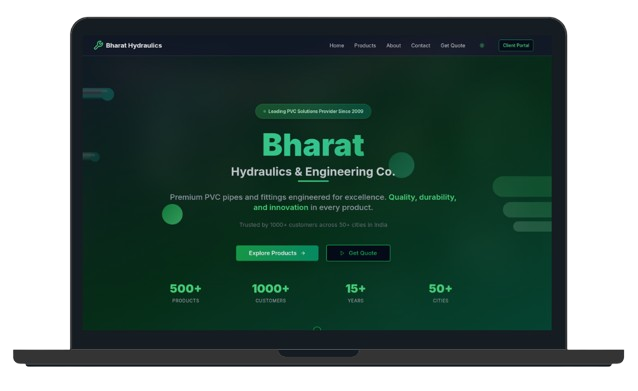 Bharat Hydraulics
Home Products About Contact Get Quote Client Portal
Leading PVC Solutions Provider Since 2009
Bharat
Hydraulics & Engineering Co.
Premium PVC pipes and fittings engineered for excellence. Quality, durability,
and innovation in every product.
Trusted by 1000+ customers across 50+ cities in India
Explore Products →
Get Quote
500+ 1000+ 15+ 50+
PRODUCTS CUSTOMERS YEARS CITIES